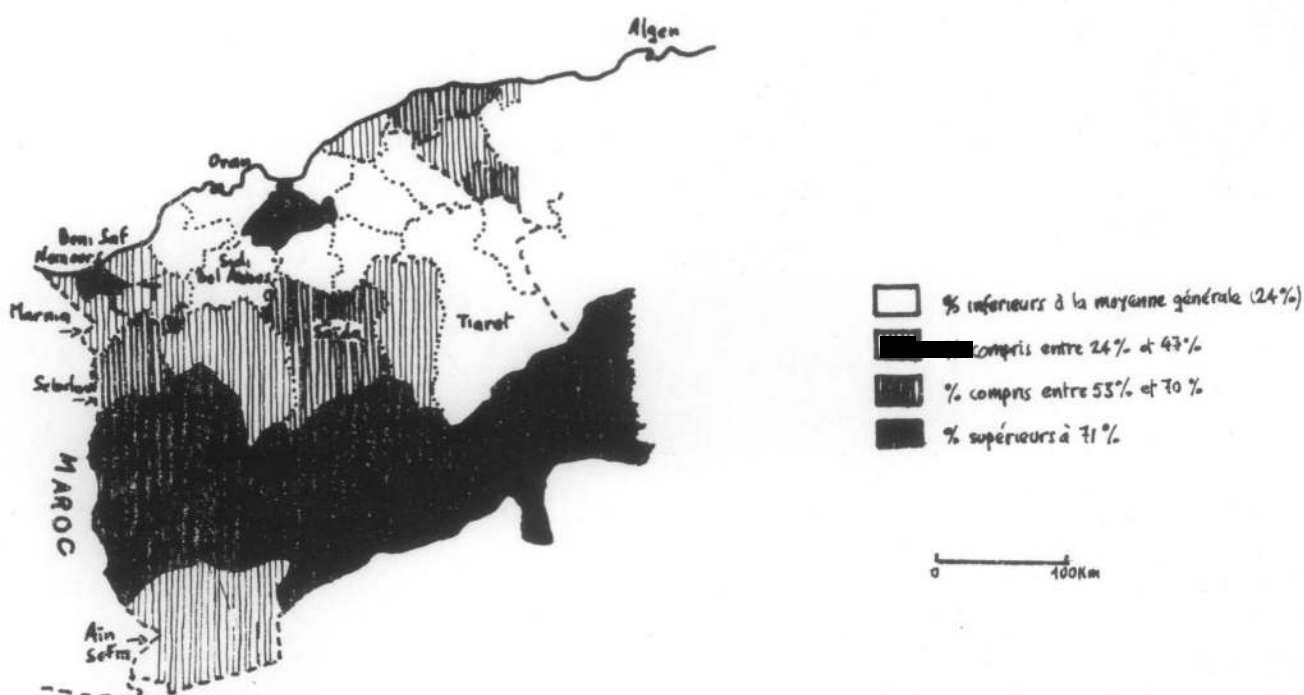 Alger
Oran
Beni Saf
Nemours
Sidi
Bel Abbes
Marnia
Saïda
Tiaret
Sebdou
MAROC
Aïn
Sefra
% inferieurs à la moyenne générale (24%)
compris entre 24% et 47%
% compris entre 53% et 70%
% supérieurs à 71%
0 100Km